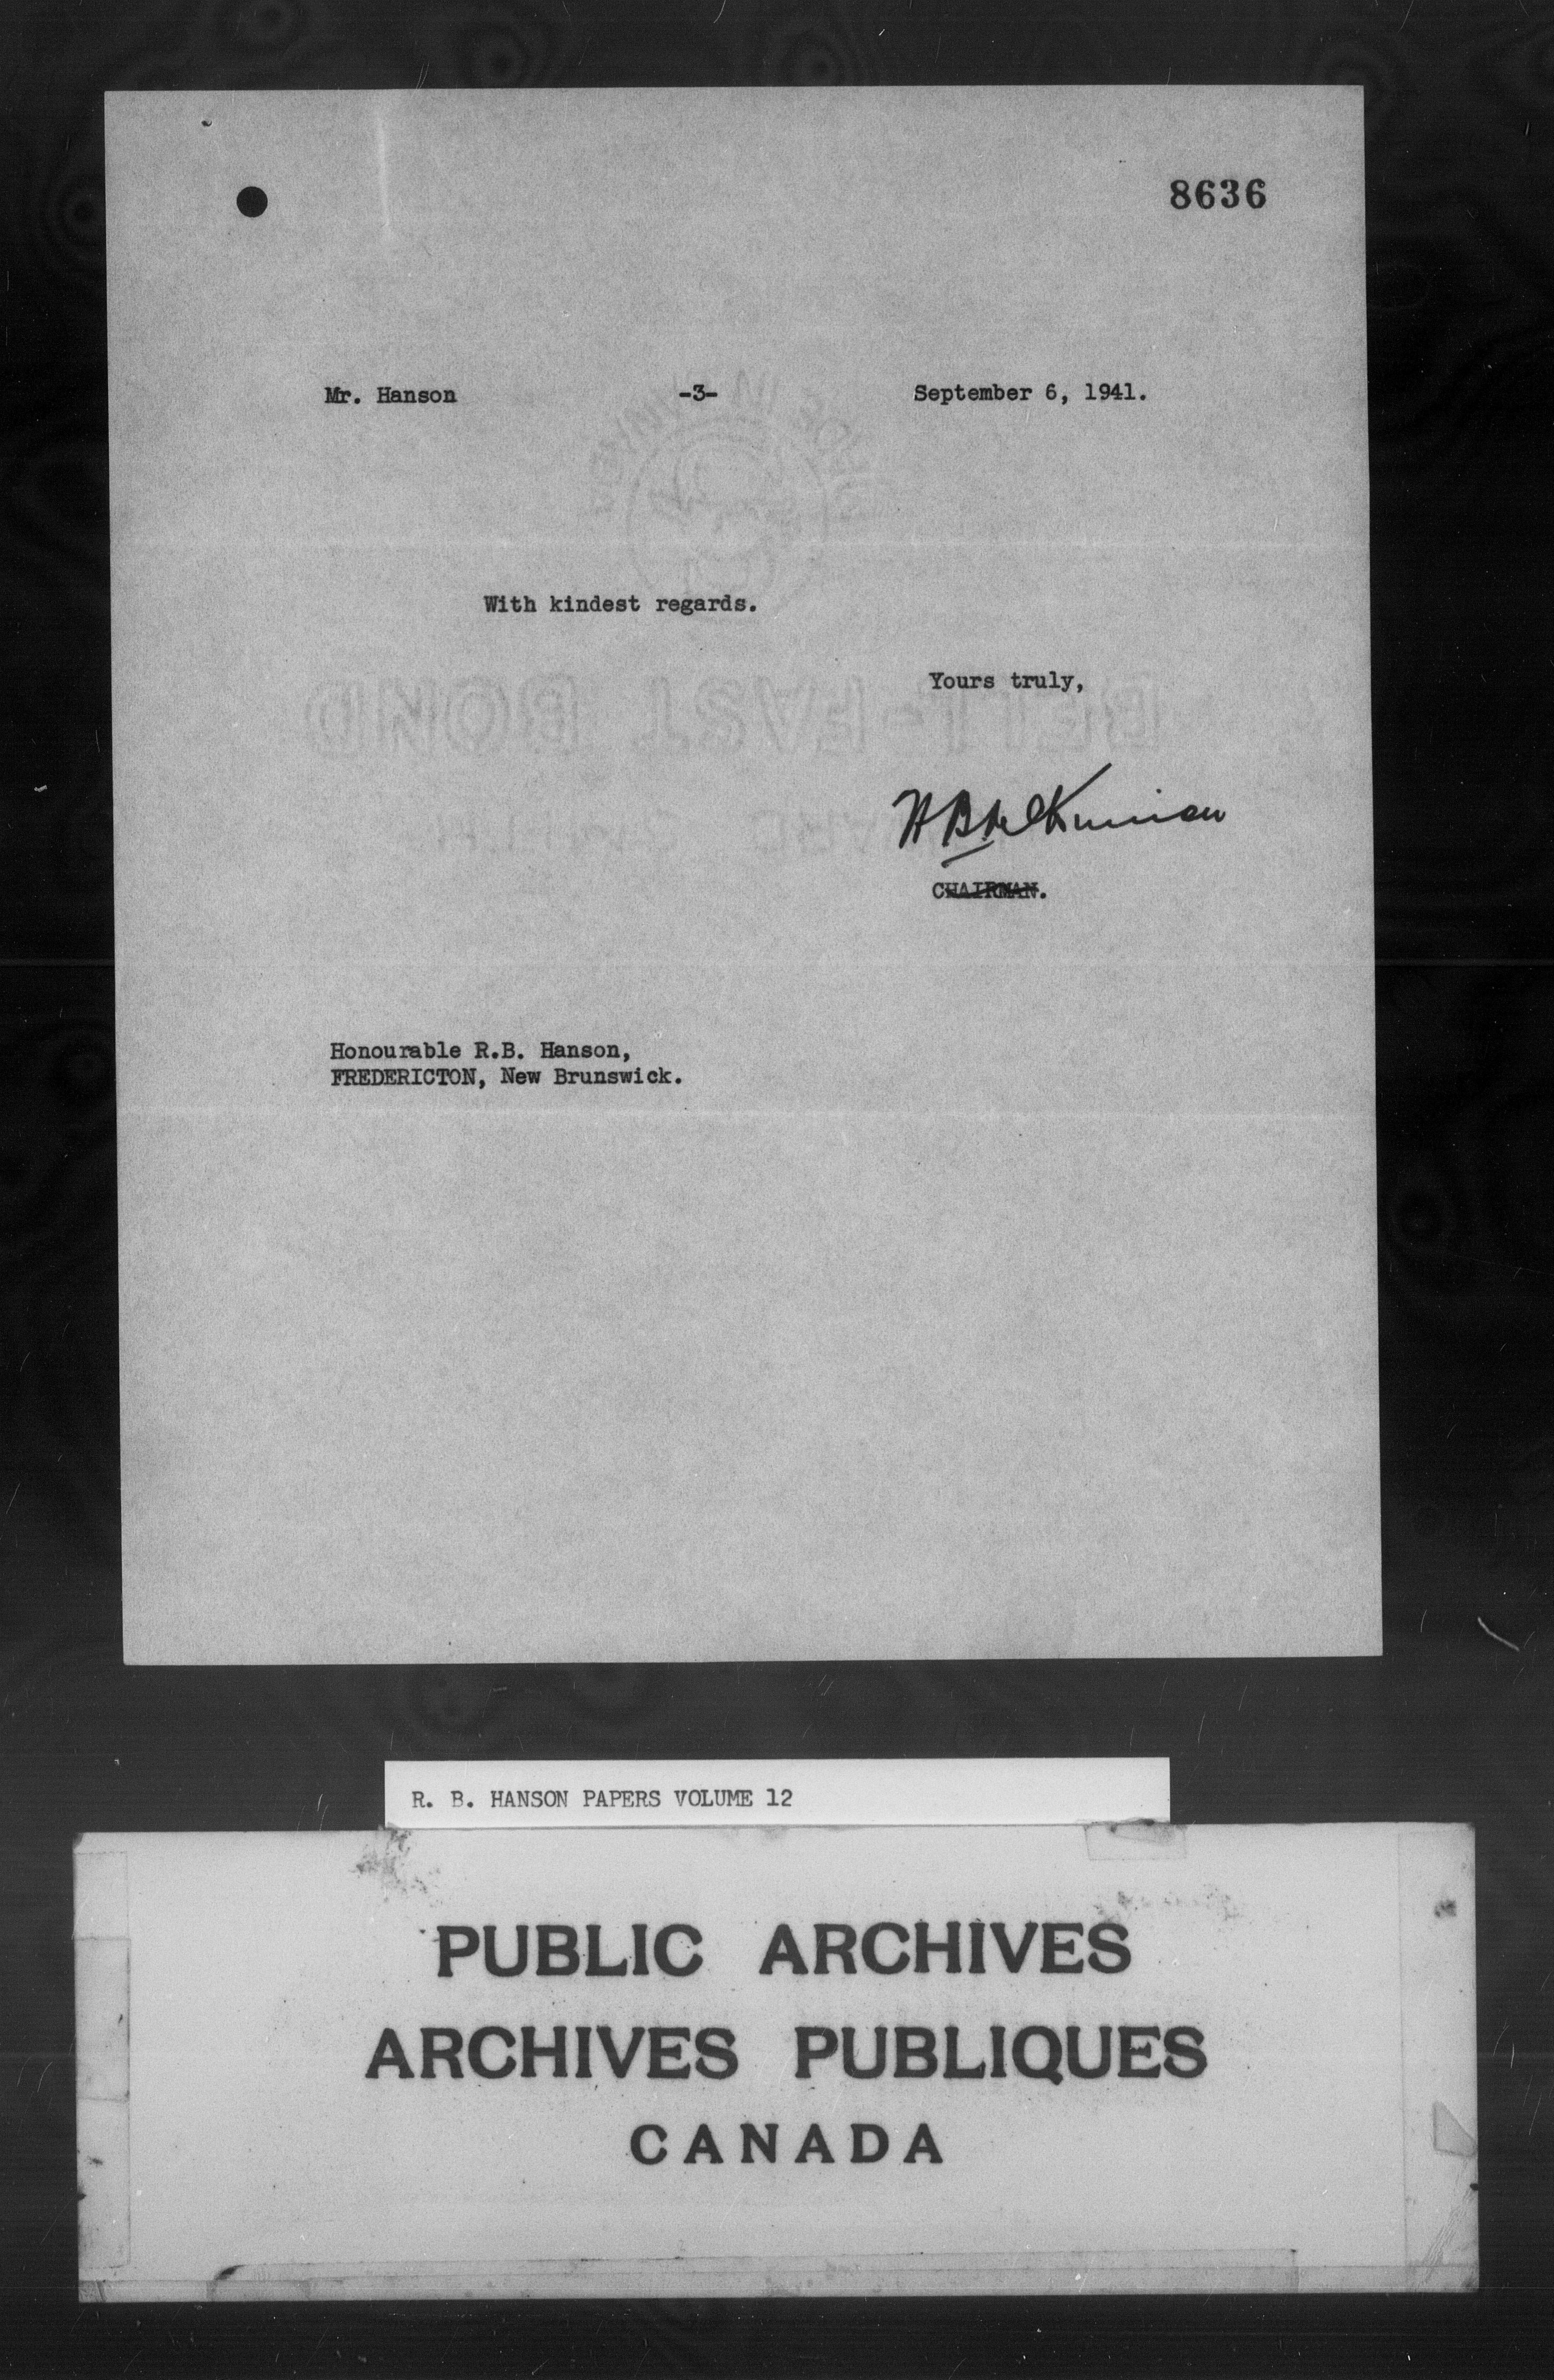 8636
Mr. Hanson -3- September 6, 1941.
With kindest regards.
Yours truly,
CHAIRMAN.
Honourable R.B. Hanson,
FREDERICTON, New Brunswick.
R. B. HANSON PAPERS VOLUME 12
PUBLIC ARCHIVES
ARCHIVES PUBLIQUES
CANADA